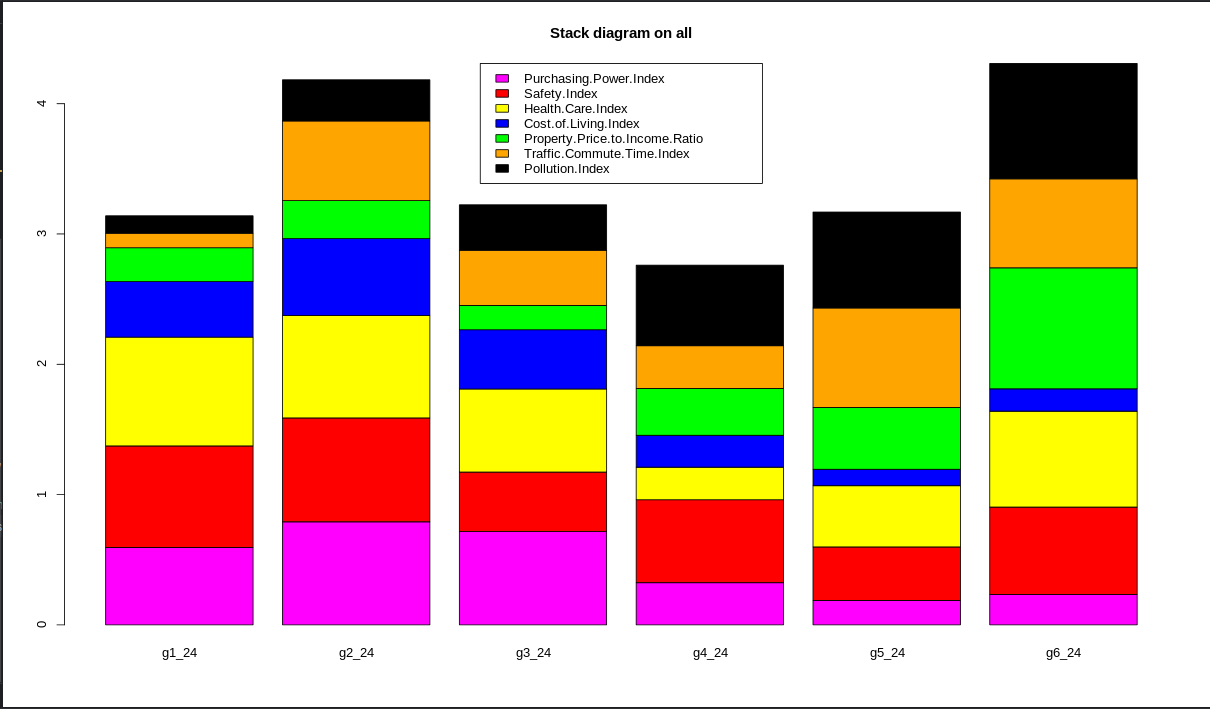 Stack diagram on all
Purchasing.Power.Index
Safety.Index
Health.Care.Index
Cost.of.Living.Index
Property.Price.to.Income.Ratio
Traffic.Commute.Time.Index
Pollution.Index
4
3
2
1
0
g1_24 g2_24 g3_24 g4_24 g5_24 g6_24